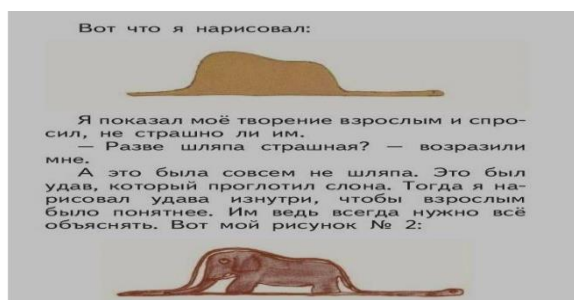 Вот что я нарисовал:
Я показал моё творение взрослым и спро-
сил, не страшно ли им.
— Разве шляпа страшная? — возразили
мне.
А это была совсем не шляпа. Это был
удав, который проглотил слона. Тогда я на-
рисовал удава изнутри, чтобы взрослым
было понятнее. Им ведь всегда нужно всё
объяснять. Вот мой рисунок № 2: